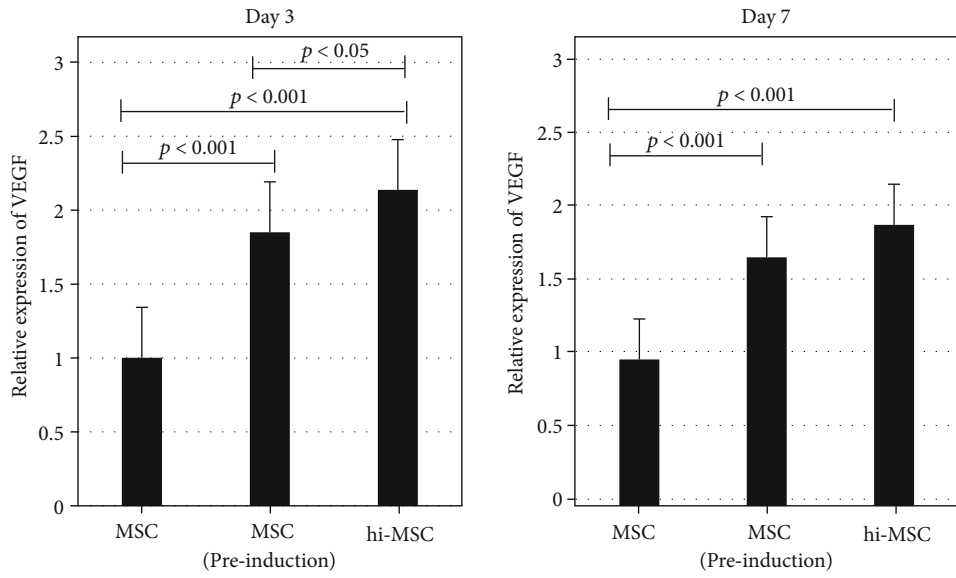 Day 3
Relative expression of VEGF
3
2.5
2
1.5
1
0.5
0
p < 0.05
p < 0.001
p < 0.001
MSC
MSC
hi-MSC
(Pre-induction)
Day 7
Relative expression of VEGF
3
2.5
2
1.5
1
0.5
0
p < 0.001
p < 0.001
MSC
MSC
hi-MSC
(Pre-induction)